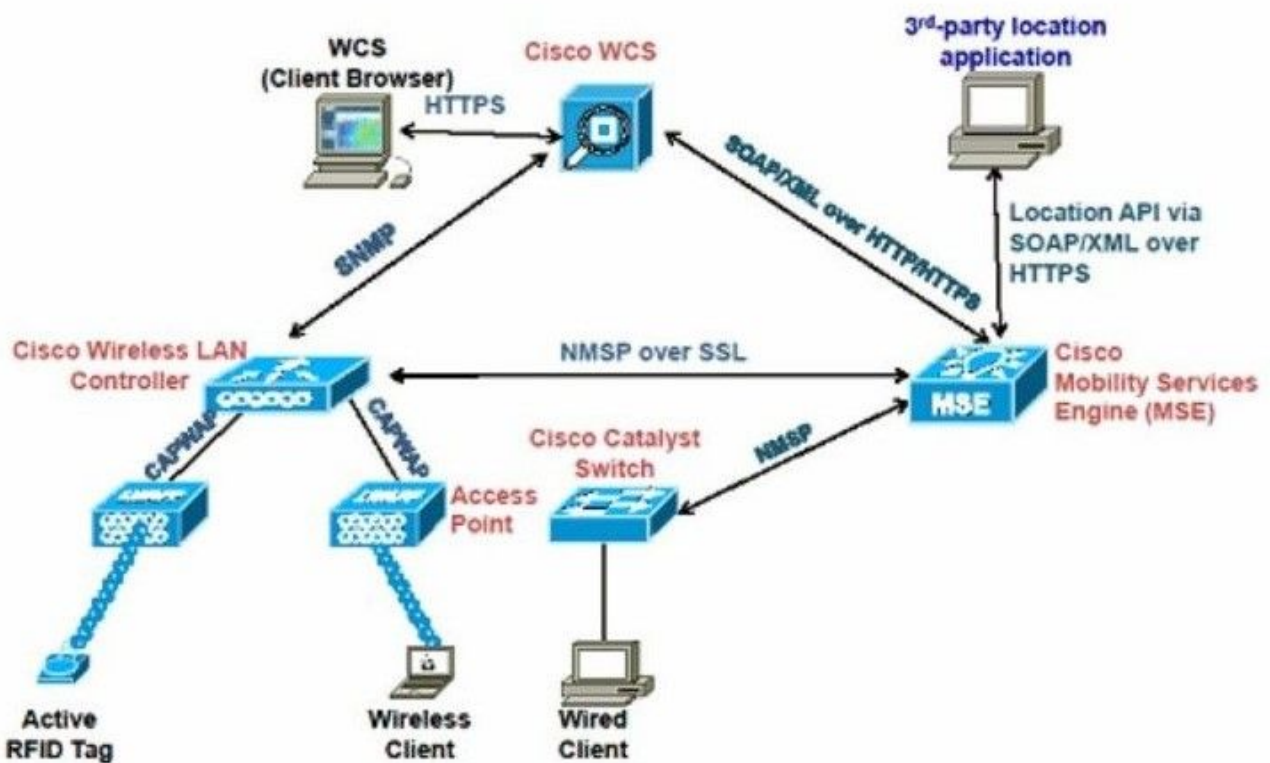 WCS
(Client Browser)
Cisco WCS
3rd-party location
application
HTTPS
SOAP/XML over HTTP/HTTPS
Location API via
SOAP/XML over
HTTPS
SNMP
Cisco Wireless LAN
Controller
NMSP over SSL
Cisco
Mobility Services
Engine (MSE)
MSE
CAPWAP
CAPWAP
Cisco Catalyst
Switch
NMSP
Access
Point
Active
RFID Tag
Wireless
Client
Wired
Client